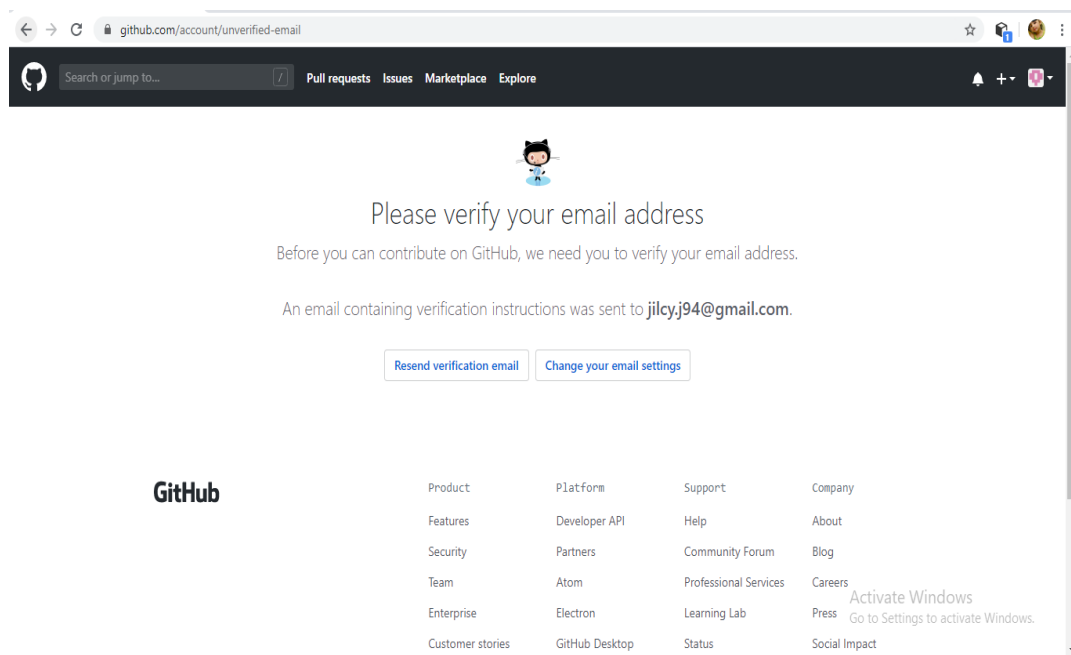 github.com/account/unverified-email
1
Search or jump to... / Pull requests Issues Marketplace Explore
Please verify your email address
Before you can contribute on GitHub, we need you to verify your email address.
An email containing verification instructions was sent to jilcy.j94@gmail.com.
Resend verification email Change your email settings
GitHub
Product Platform Support Company
Features Developer API Help About
Security Partners Community Forum Blog
Team Atom Professional Services Careers
Activate Windows
Enterprise Electron Learning Lab Press
Go to Settings to activate Windows.
Customer stories GitHub Desktop Status Social Impact